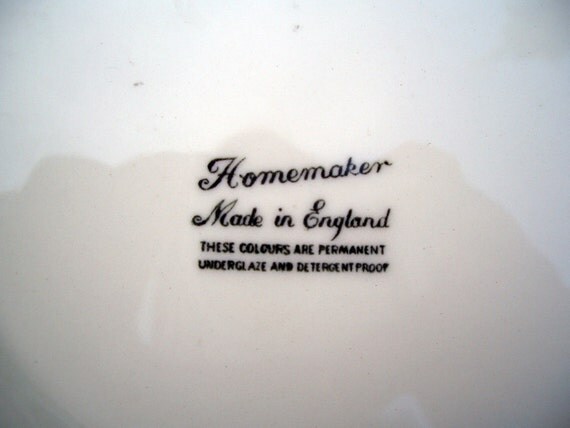 Homemaker
Made in England
THESE COLOURS ARE PERMANENT
UNDERGLAZE AND DETERGENT PROOF